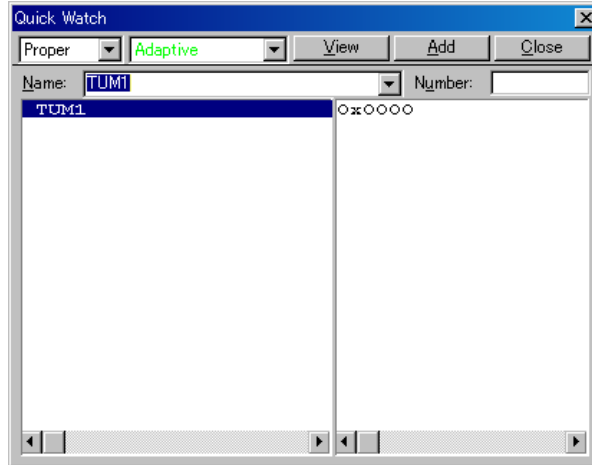 Quick Watch
Proper Adaptive View Add Close
Name: TUM1 Number:
TUM1 0x0000